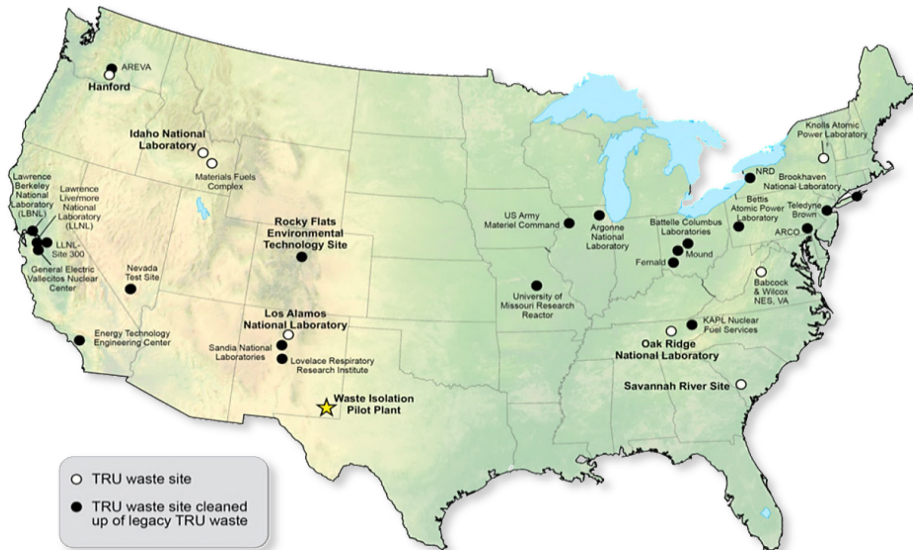 AREVA
Hanford
Idaho National
Laboratory
Materials Fuels
Complex
Lawrence
Berkeley
National
Laboratory
(LBNL)
Lawrence
Livermore
National
Laboratory
(LLNL)
LLNL-
Site 300
General Electric
Vallecitos Nuclear
Center
Nevada
Test Site
Energy Technology
Engineering Center
Rocky Flats
Environmental
Technology Site
Los Alamos
National Laboratory
Sandia National
Laboratories
Lovelace Respiratory
Research Institute
Waste Isolation
Pilot Plant
US Army
Materiel Command
Argonne
National
Laboratory
University of
Missouri Research
Reactor
Battelle Columbus
Laboratories
Mound
Fernald
Knolls Atomic
Power Laboratory
NRD
Brookhaven
National Laboratory
Bettis
Atomic Power
Laboratory
Teledyne
Brown
ARCO
Babcock
& Wilcox
NES, VA
KAPL Nuclear
Fuel Services
Oak Ridge
National Laboratory
Savannah River Site
TRU waste site
TRU waste site cleaned
up of legacy TRU waste